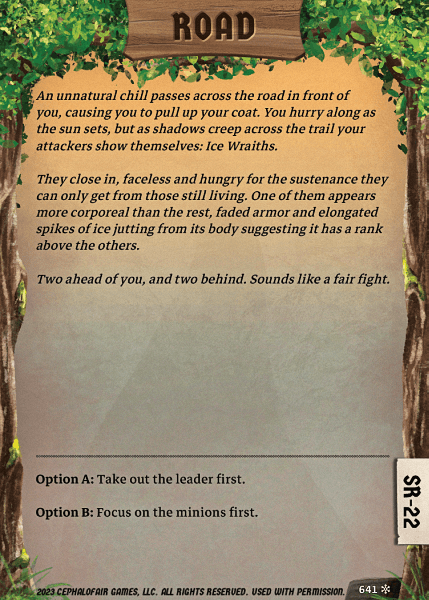 ROAD
An unnatural chill passes across the road in front of
you, causing you to pull up your coat. You hurry along as
the sun sets, but as shadows creep across the trail your
attackers show themselves: Ice Wraiths.
They close in, faceless and hungry for the sustenance they
can only get from those still living. One of them appears
more corporeal than the rest, faded armor and elongated
spikes of ice jutting from its body suggesting it has a rank
above the others.
Two ahead of you, and two behind. Sounds like a fair fight.
Option A: Take out the leader first.
Option B: Focus on the minions first.
SR-22
2023 CEPHALOFAIR GAMES, LLC. ALL RIGHTS RESERVED. USED WITH PERMISSION.
641